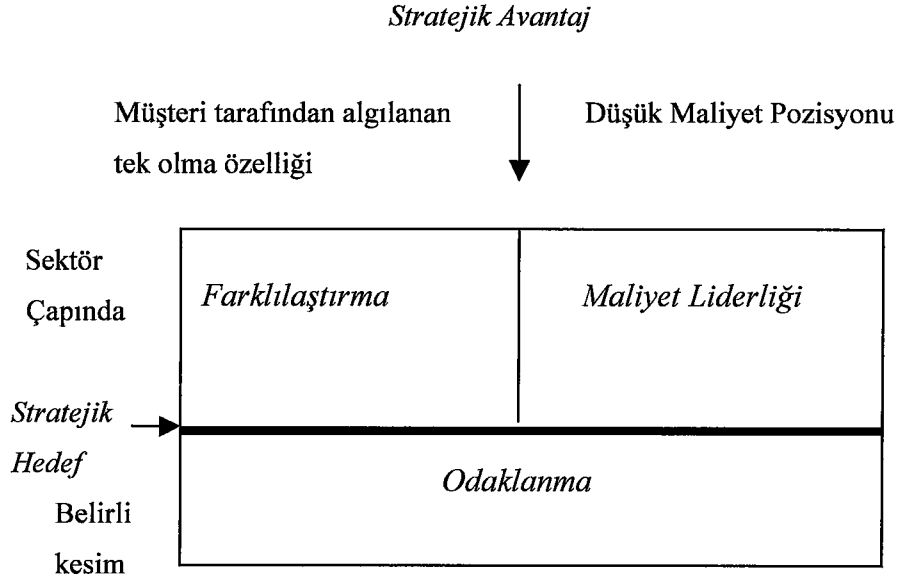 Stratejik Avantaj
Müşteri tarafından algılanan
tek olma özelliği
Düşük Maliyet Pozisyonu
Sektör
Çapında
Farklılaştırma
Maliyet Liderliği
Stratejik
Hedef
Odaklanma
Belirli
kesim